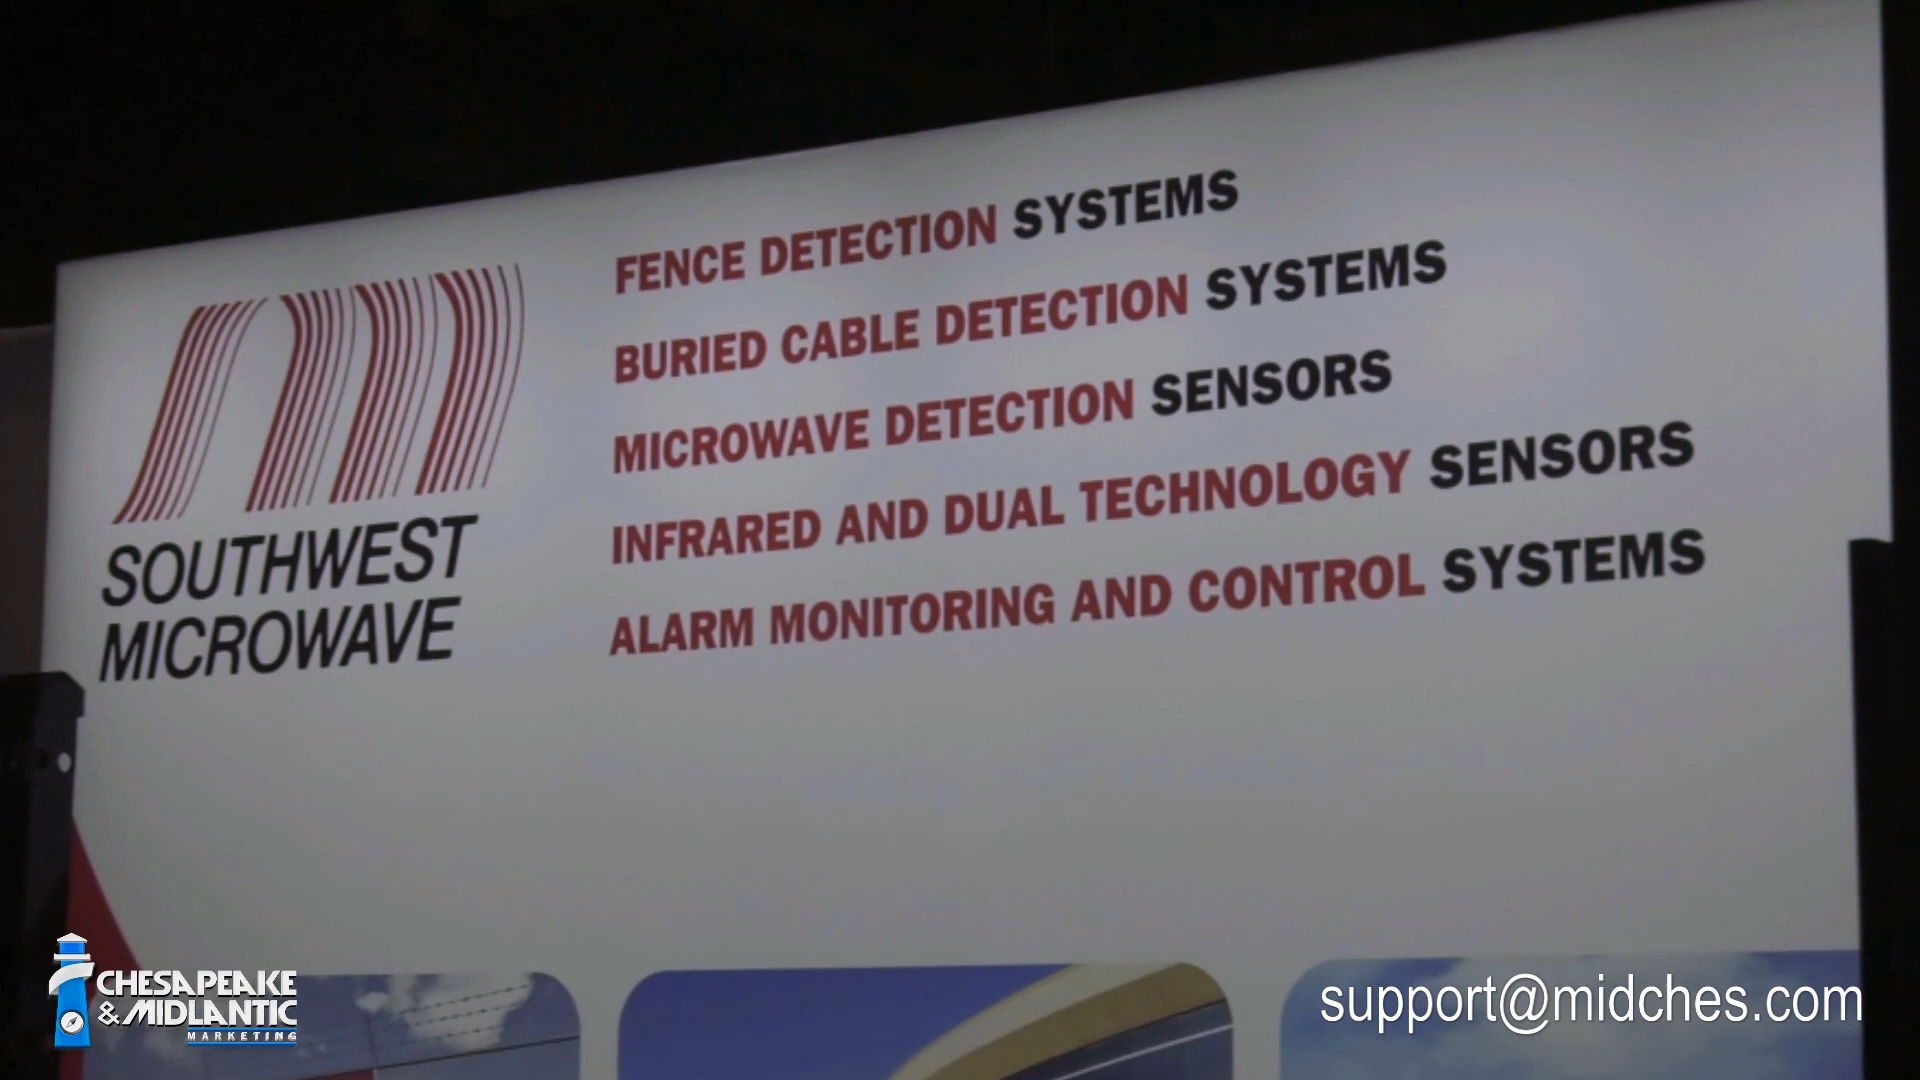 FENCE DETECTION SYSTEMS
BURIED CABLE DETECTION SYSTEMS
MICROWAVE DETECTION SENSORS
INFRARED AND DUAL TECHNOLOGY SENSORS
ALARM MONITORING AND CONTROL SYSTEMS
SOUTHWEST
MICROWAVE
CHESAPEAKE
& MIDLANTIC
MARKETING
support@midches.com